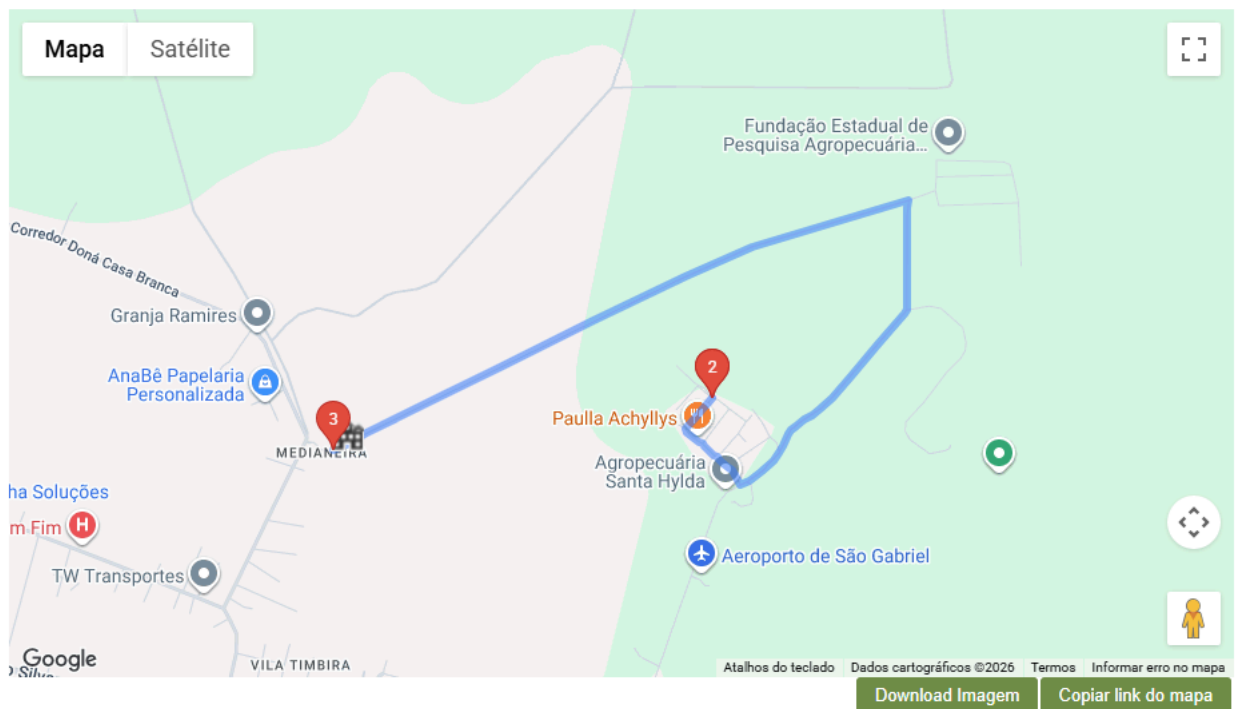 Mapa
Satélite
Fundação Estadual de
Pesquisa Agropecuária...
Corredor Doná Casa Branca
Granja Ramires
AnaBê Papelaria
Personalizada
2
3
Paulla Achyllys
MEDIANEIRA
Agropecuária
Santa Hylda
ha Soluções
m Fim
H
Aeroporto de São Gabriel
TW Transportes
Google
VILA TIMBIRA
Atalhos do teclado
Dados cartográficos ©2026
Termos
Informar erro no mapa
Download Imagem
Copiar link do mapa